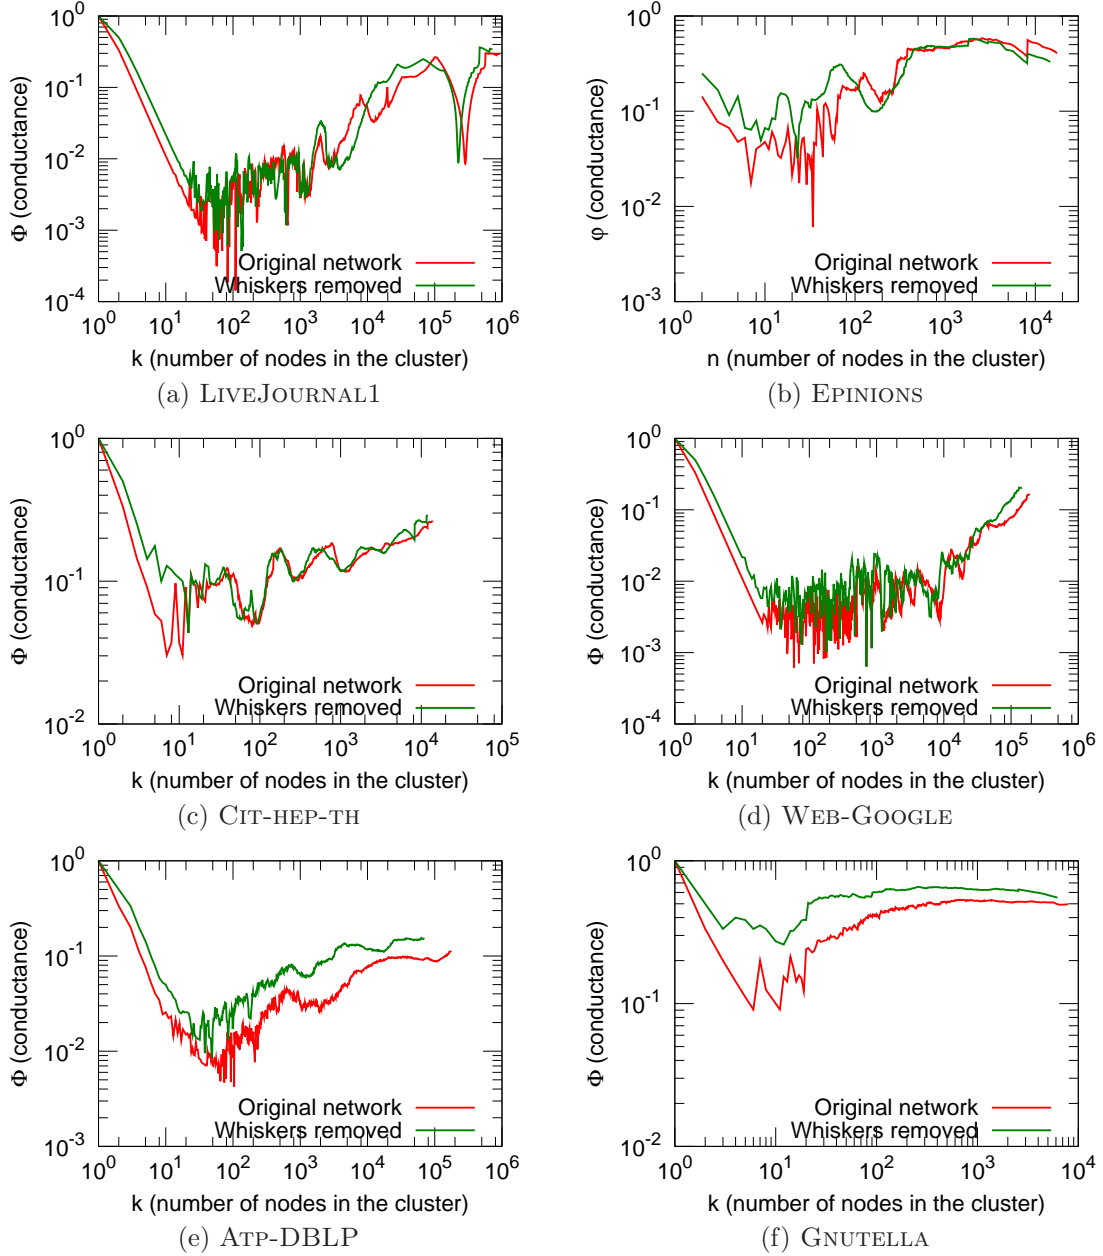 10^0
10^-1
10^-2
10^-3
10^-4
Φ (conductance)
Original network
Whiskers removed
10^0 10^1 10^2 10^3 10^4 10^5 10^6
k (number of nodes in the cluster)
(a) LIVEJOURNAL1
10^0
10^-1
10^-2
10^-3
φ (conductance)
Original network
Whiskers removed
10^0 10^1 10^2 10^3 10^4
n (number of nodes in the cluster)
(b) EPINIONS
10^0
10^-1
10^-2
Φ (conductance)
Original network
Whiskers removed
10^0 10^1 10^2 10^3 10^4 10^5
k (number of nodes in the cluster)
(c) CIT-HEP-TH
10^0
10^-1
10^-2
10^-3
10^-4
Φ (conductance)
Original network
Whiskers removed
10^0 10^1 10^2 10^3 10^4 10^5 10^6
k (number of nodes in the cluster)
(d) WEB-GOOGLE
10^0
10^-1
10^-2
10^-3
Φ (conductance)
Original network
Whiskers removed
10^0 10^1 10^2 10^3 10^4 10^5 10^6
k (number of nodes in the cluster)
(e) ATP-DBLP
10^0
10^-1
10^-2
Φ (conductance)
Original network
Whiskers removed
10^0 10^1 10^2 10^3 10^4
k (number of nodes in the cluster)
(f) GNUTELLA